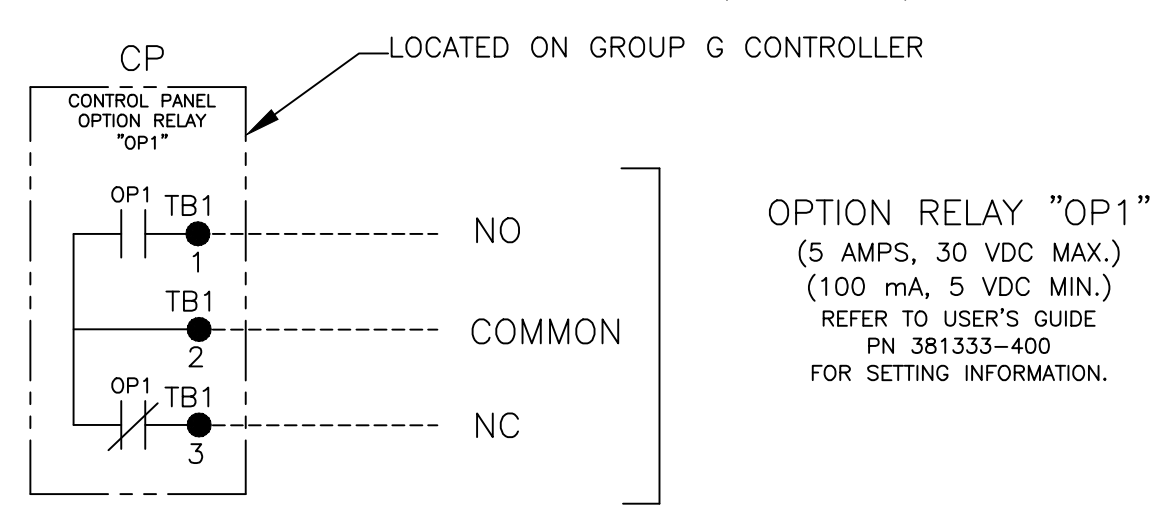 LOCATED ON GROUP G CONTROLLER
CP
CONTROL PANEL
OPTION RELAY
"OP1"
OP1
TB1
1
NO
TB1
2
COMMON
OP1
TB1
3
NC
OPTION RELAY "OP1"
(5 AMPS, 30 VDC MAX.)
(100 mA, 5 VDC MIN.)
REFER TO USER'S GUIDE
PN 381333-400
FOR SETTING INFORMATION.